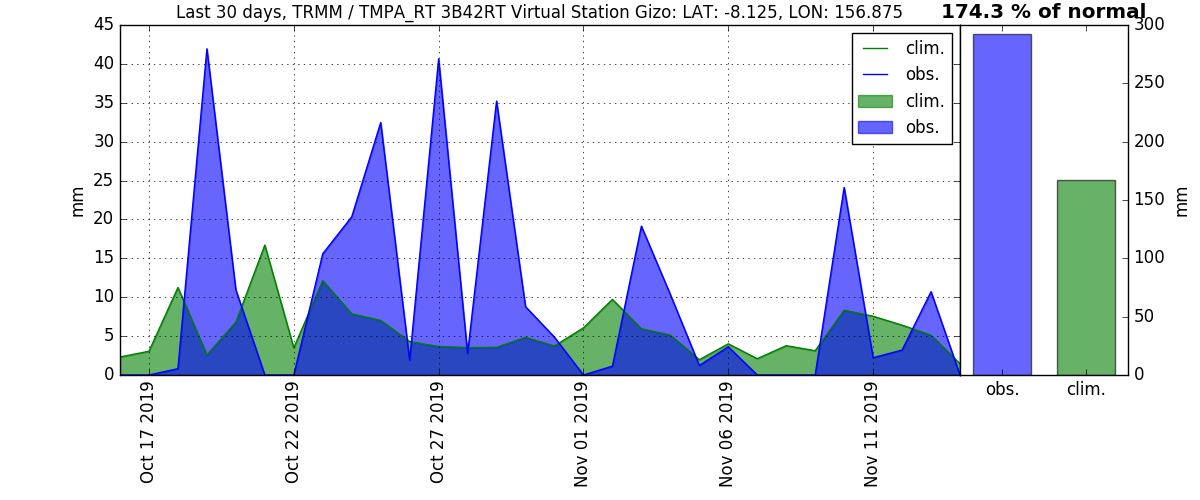 Last 30 days, TRMM / TMPA_RT 3B42RT Virtual Station Gizo: LAT: -8.125, LON: 156.875
174.3 % of normal
45
40
35
30
25
20
15
10
5
0
mm
clim.
obs.
clim.
obs.
Oct 17 2019
Oct 22 2019
Oct 27 2019
Nov 01 2019
Nov 06 2019
Nov 11 2019
300
250
200
150
100
50
0
mm
obs.
clim.